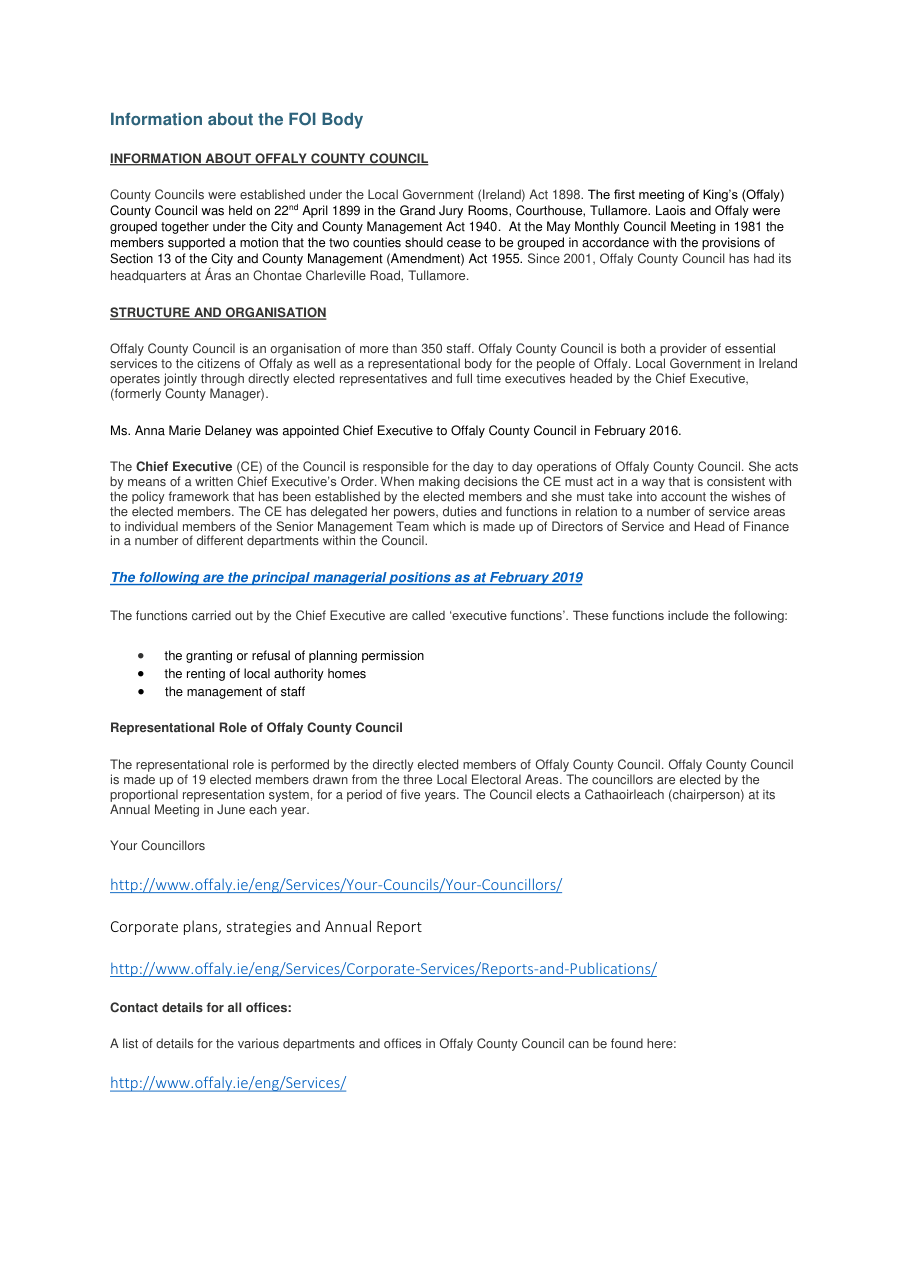 Information about the FOI Body
INFORMATION ABOUT OFFALY COUNTY COUNCIL
County Councils were established under the Local Government (Ireland) Act 1898. The first meeting of King’s (Offaly)
County Council was held on 22nd April 1899 in the Grand Jury Rooms, Courthouse, Tullamore. Laois and Offaly were
grouped together under the City and County Management Act 1940.  At the May Monthly Council Meeting in 1981 the
members supported a motion that the two counties should cease to be grouped in accordance with the provisions of
Section 13 of the City and County Management (Amendment) Act 1955. Since 2001, Offaly County Council has had its
headquarters at Áras an Chontae Charleville Road, Tullamore.
STRUCTURE AND ORGANISATION
Offaly County Council is an organisation of more than 350 staff. Offaly County Council is both a provider of essential
services to the citizens of Offaly as well as a representational body for the people of Offaly. Local Government in Ireland
operates jointly through directly elected representatives and full time executives headed by the Chief Executive,
(formerly County Manager).
Ms. Anna Marie Delaney was appointed Chief Executive to Offaly County Council in February 2016.
The Chief Executive (CE) of the Council is responsible for the day to day operations of Offaly County Council. She acts
by means of a written Chief Executive’s Order. When making decisions the CE must act in a way that is consistent with
the policy framework that has been established by the elected members and she must take into account the wishes of
the elected members. The CE has delegated her powers, duties and functions in relation to a number of service areas
to individual members of the Senior Management Team which is made up of Directors of Service and Head of Finance
in a number of different departments within the Council.
The following are the principal managerial positions as at February 2019
The functions carried out by the Chief Executive are called ‘executive functions’. These functions include the following:
• the granting or refusal of planning permission
• the renting of local authority homes
• the management of staff
Representational Role of Offaly County Council
The representational role is performed by the directly elected members of Offaly County Council. Offaly County Council
is made up of 19 elected members drawn from the three Local Electoral Areas. The councillors are elected by the
proportional representation system, for a period of five years. The Council elects a Cathaoirleach (chairperson) at its
Annual Meeting in June each year.
Your Councillors
http://www.offaly.ie/eng/Services/Your-Councils/Your-Councillors/
Corporate plans, strategies and Annual Report
http://www.offaly.ie/eng/Services/Corporate-Services/Reports-and-Publications/
Contact details for all offices:
A list of details for the various departments and offices in Offaly County Council can be found here:
http://www.offaly.ie/eng/Services/